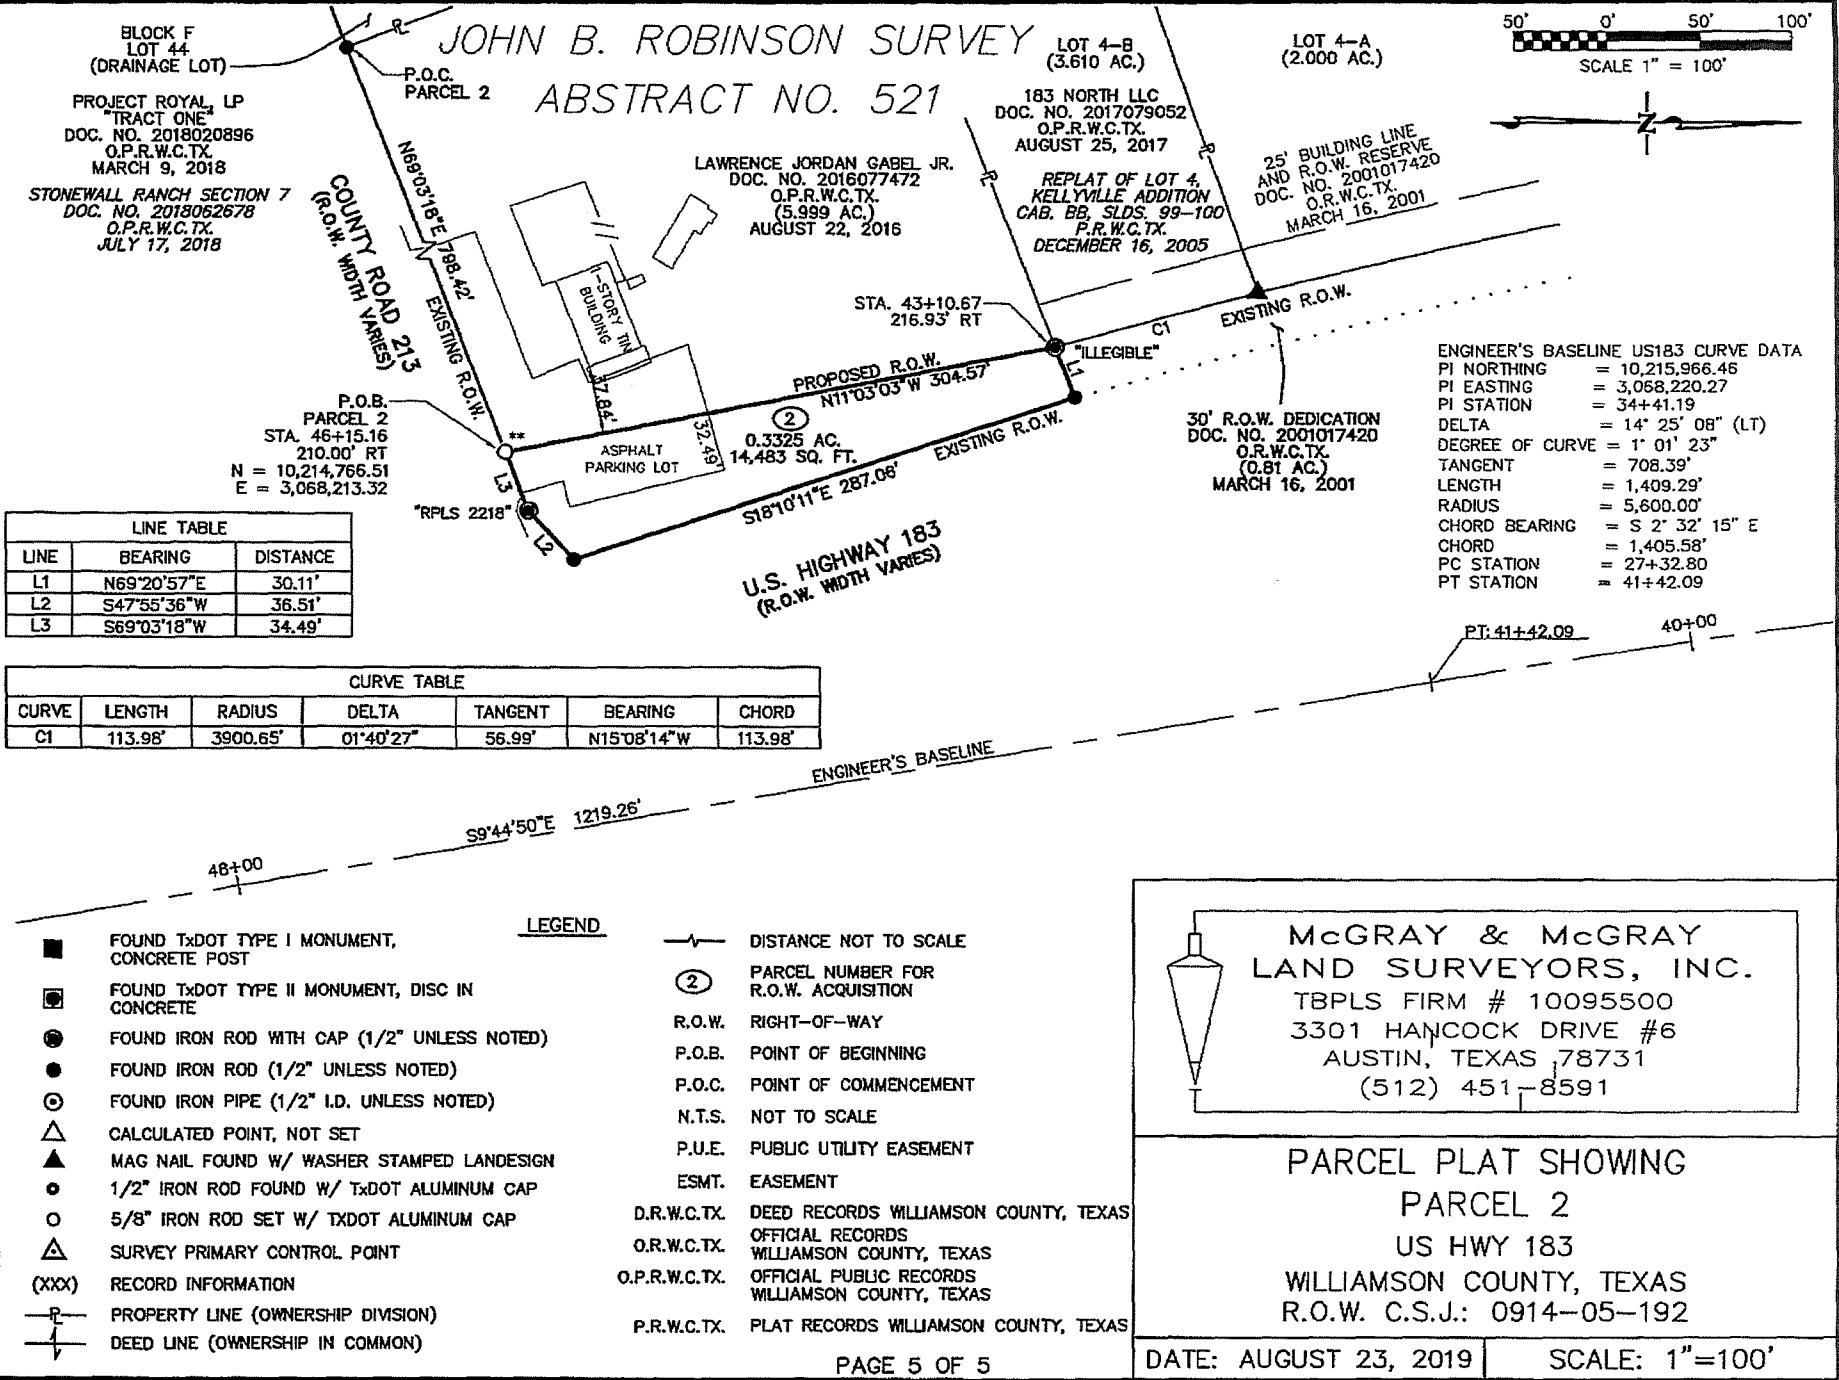 BLOCK F
LOT 44
(DRAINAGE LOT)
PROJECT ROYAL, LP
"TRACT ONE"
DOC. NO. 2018020896
O.P.R.W.C.TX.
MARCH 9, 2018
STONEWALL RANCH SECTION 7
DOC. NO. 2018062678
O.P.R.W.C.TX.
JULY 17, 2018
JOHN B. ROBINSON SURVEY
ABSTRACT NO. 521
P.O.C.
PARCEL 2
N69°03'18"E 798.42'
EXISTING R.O.W.
COUNTY ROAD 213
(R.O.W. WIDTH VARIES)
LAWRENCE JORDAN GABEL JR.
DOC. NO. 2016077472
O.P.R.W.C.TX.
(5.999 AC.)
AUGUST 22, 2016
1-STORY TIN
BUILDING
LOT 4-B
(3.610 AC.)
LOT 4-A
(2.000 AC.)
183 NORTH LLC
DOC. NO. 2017079052
O.P.R.W.C.TX.
AUGUST 25, 2017
REPLAT OF LOT 4,
KELLYVILLE ADDITION
CAB. BB, SLDS. 99-100
P.R.W.C.TX.
DECEMBER 16, 2005
25' BUILDING LINE
AND R.O.W. RESERVE
DOC. NO. 2001017420
O.R.W.C.TX.
MARCH 16, 2001
50' 0' 50' 100'
SCALE 1" = 100'
Z
STA. 43+10.67
216.93' RT
"ILLEGIBLE"
C1
EXISTING R.O.W.
L1
PROPOSED R.O.W.
N11°03'03"W 304.57'
37.84'
32.49'
2
0.3325 AC.
14,483 SQ. FT.
ASPHALT
PARKING LOT
EXISTING R.O.W.
S18°10'11"E 287.06'
P.O.B.
PARCEL 2
STA. 46+15.16
210.00' RT
N = 10,214,766.51
E = 3,068,213.32
**
L3
"RPLS 2218"
L2
U.S. HIGHWAY 183
(R.O.W. WIDTH VARIES)
30' R.O.W. DEDICATION
DOC. NO. 2001017420
O.R.W.C.TX.
(0.81 AC.)
MARCH 16, 2001
ENGINEER'S BASELINE US183 CURVE DATA
PI NORTHING = 10,215,966.46
PI EASTING = 3,068,220.27
PI STATION = 34+41.19
DELTA = 14° 25' 08" (LT)
DEGREE OF CURVE = 1° 01' 23"
TANGENT = 708.39'
LENGTH = 1,409.29'
RADIUS = 5,600.00'
CHORD BEARING = S 2° 32' 15" E
CHORD = 1,405.58'
PC STATION = 27+32.80
PT STATION = 41+42.09
LINE TABLE
LINE BEARING DISTANCE
L1 N69°20'57"E 30.11'
L2 S47°55'36"W 36.51'
L3 S69°03'18"W 34.49'
CURVE TABLE
CURVE LENGTH RADIUS DELTA TANGENT BEARING CHORD
C1 113.98' 3900.65' 01°40'27" 56.99' N15°08'14"W 113.98'
PT: 41+42.09
40+00
ENGINEER'S BASELINE
S9°44'50"E 1219.26'
48+00
LEGEND
FOUND TxDOT TYPE I MONUMENT,
CONCRETE POST
FOUND TxDOT TYPE II MONUMENT, DISC IN
CONCRETE
FOUND IRON ROD WITH CAP (1/2" UNLESS NOTED)
FOUND IRON ROD (1/2" UNLESS NOTED)
FOUND IRON PIPE (1/2" I.D. UNLESS NOTED)
CALCULATED POINT, NOT SET
MAG NAIL FOUND W/ WASHER STAMPED LANDESIGN
1/2" IRON ROD FOUND W/ TxDOT ALUMINUM CAP
5/8" IRON ROD SET W/ TXDOT ALUMINUM CAP
SURVEY PRIMARY CONTROL POINT
(XXX) RECORD INFORMATION
PROPERTY LINE (OWNERSHIP DIVISION)
DEED LINE (OWNERSHIP IN COMMON)
DISTANCE NOT TO SCALE
2 PARCEL NUMBER FOR
R.O.W. ACQUISITION
R.O.W. RIGHT-OF-WAY
P.O.B. POINT OF BEGINNING
P.O.C. POINT OF COMMENCEMENT
N.T.S. NOT TO SCALE
P.U.E. PUBLIC UTILITY EASEMENT
ESMT. EASEMENT
D.R.W.C.TX. DEED RECORDS WILLIAMSON COUNTY, TEXAS
O.R.W.C.TX. OFFICIAL RECORDS
WILLIAMSON COUNTY, TEXAS
O.P.R.W.C.TX. OFFICIAL PUBLIC RECORDS
WILLIAMSON COUNTY, TEXAS
P.R.W.C.TX. PLAT RECORDS WILLIAMSON COUNTY, TEXAS
PAGE 5 OF 5
McGRAY & McGRAY
LAND SURVEYORS, INC.
TBPLS FIRM # 10095500
3301 HANCOCK DRIVE #6
AUSTIN, TEXAS 78731
(512) 451-8591
PARCEL PLAT SHOWING
PARCEL 2
US HWY 183
WILLIAMSON COUNTY, TEXAS
R.O.W. C.S.J.: 0914-05-192
DATE: AUGUST 23, 2019
SCALE: 1"=100'